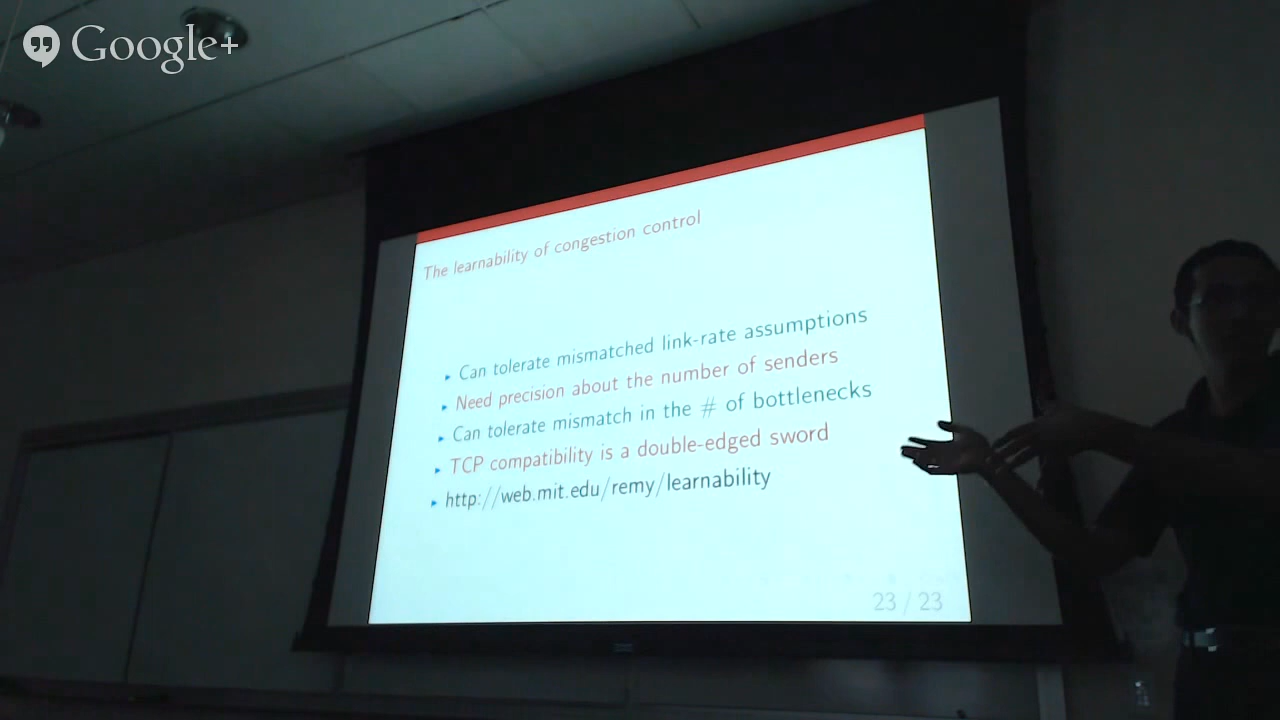 Google+
The learnability of congestion control
Can tolerate mismatched link-rate assumptions
Need precision about the number of senders
Can tolerate mismatch in the # of bottlenecks
TCP compatibility is a double-edged sword
http://web.mit.edu/remy/learnability
23 / 23